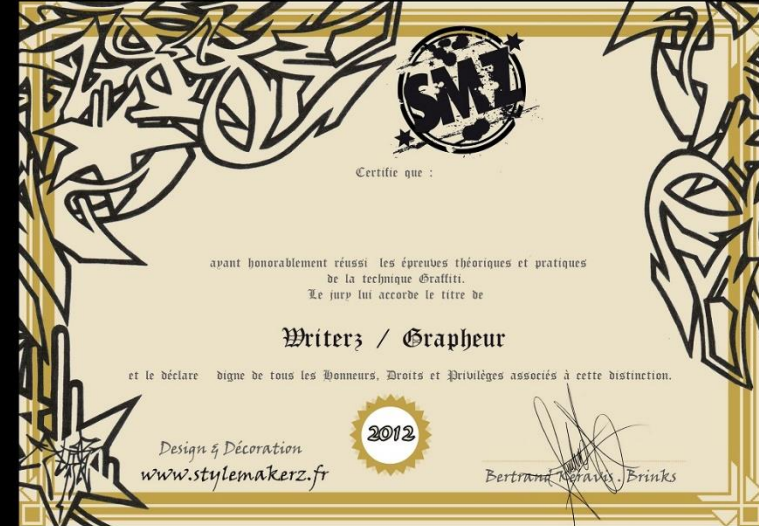 SMZ
Certifie que :
ayant honorablement réussi les épreuves théoriques et pratiques
de la technique Graffiti.
Le jury lui accorde le titre de
Writerz / Grapheur
et le déclare digne de tous les Honneurs, Droits et Privilèges associés à cette distinction.
2012
Design & Décoration
www.stylemakerz.fr
Bertrand Keravis . Brinks